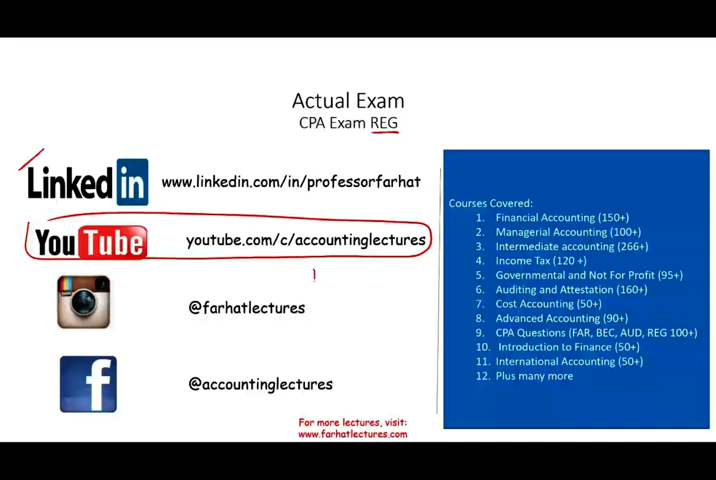 Actual Exam
CPA Exam REG
Linked in
www.linkedin.com/in/professorfarhat
You Tube
youtube.com/c/accountinglectures
@farhatlectures
f
@accountinglectures
For more lectures, visit:
www.farhatlectures.com
Courses Covered:
1. Financial Accounting (150+)
2. Managerial Accounting (100+)
3. Intermediate accounting (266+)
4. Income Tax (120 +)
5. Governmental and Not For Profit (95+)
6. Auditing and Attestation (160+)
7. Cost Accounting (50+)
8. Advanced Accounting (90+)
9. CPA Questions (FAR, BEC, AUD, REG 100+)
10. Introduction to Finance (50+)
11. International Accounting (50+)
12. Plus many more